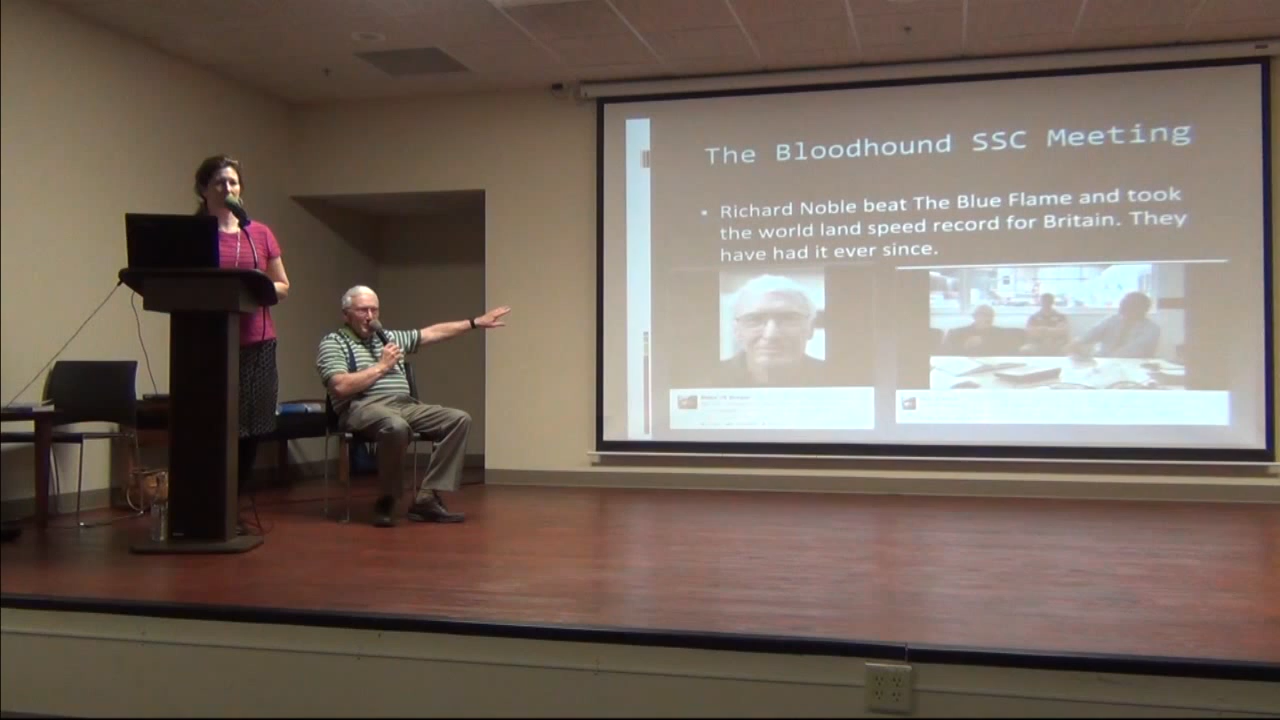 The Bloodhound SSC Meeting
• Richard Noble beat The Blue Flame and took
the world land speed record for Britain. They
have had it ever since.